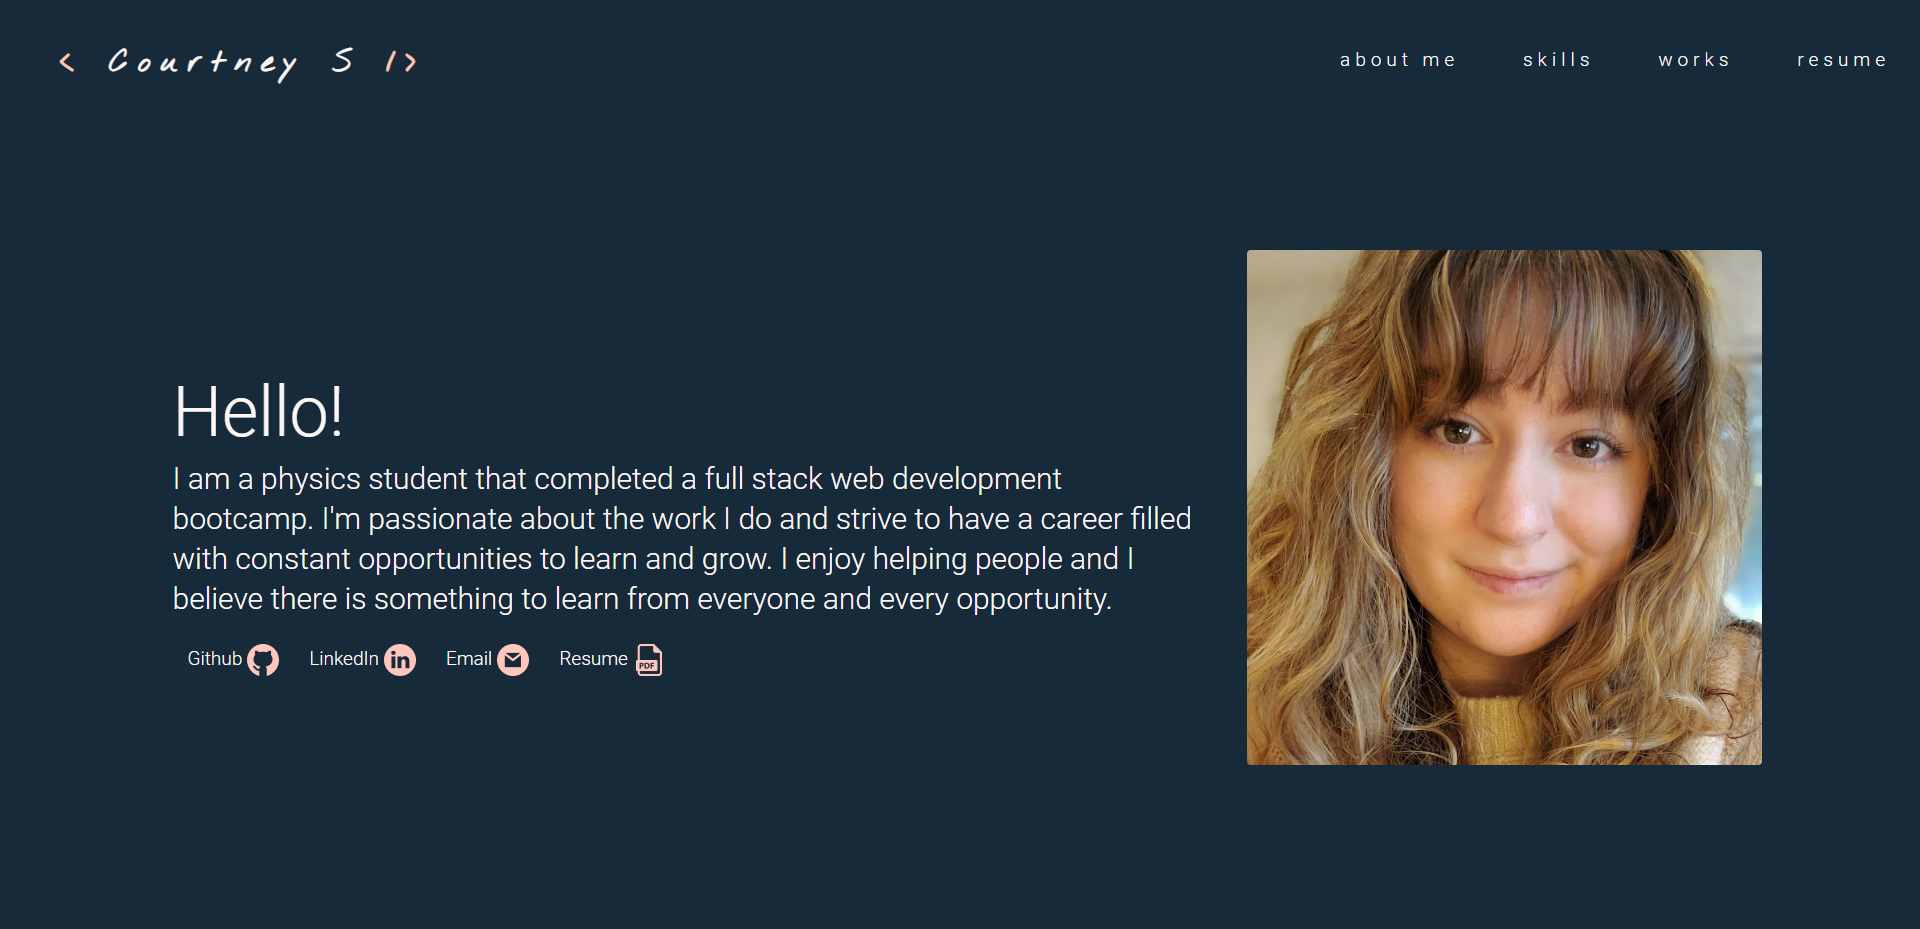 < Courtney S />
about me skills works resume
Hello!
I am a physics student that completed a full stack web development
bootcamp. I'm passionate about the work I do and strive to have a career filled
with constant opportunities to learn and grow. I enjoy helping people and I
believe there is something to learn from everyone and every opportunity.
Github LinkedIn in Email Resume PDF